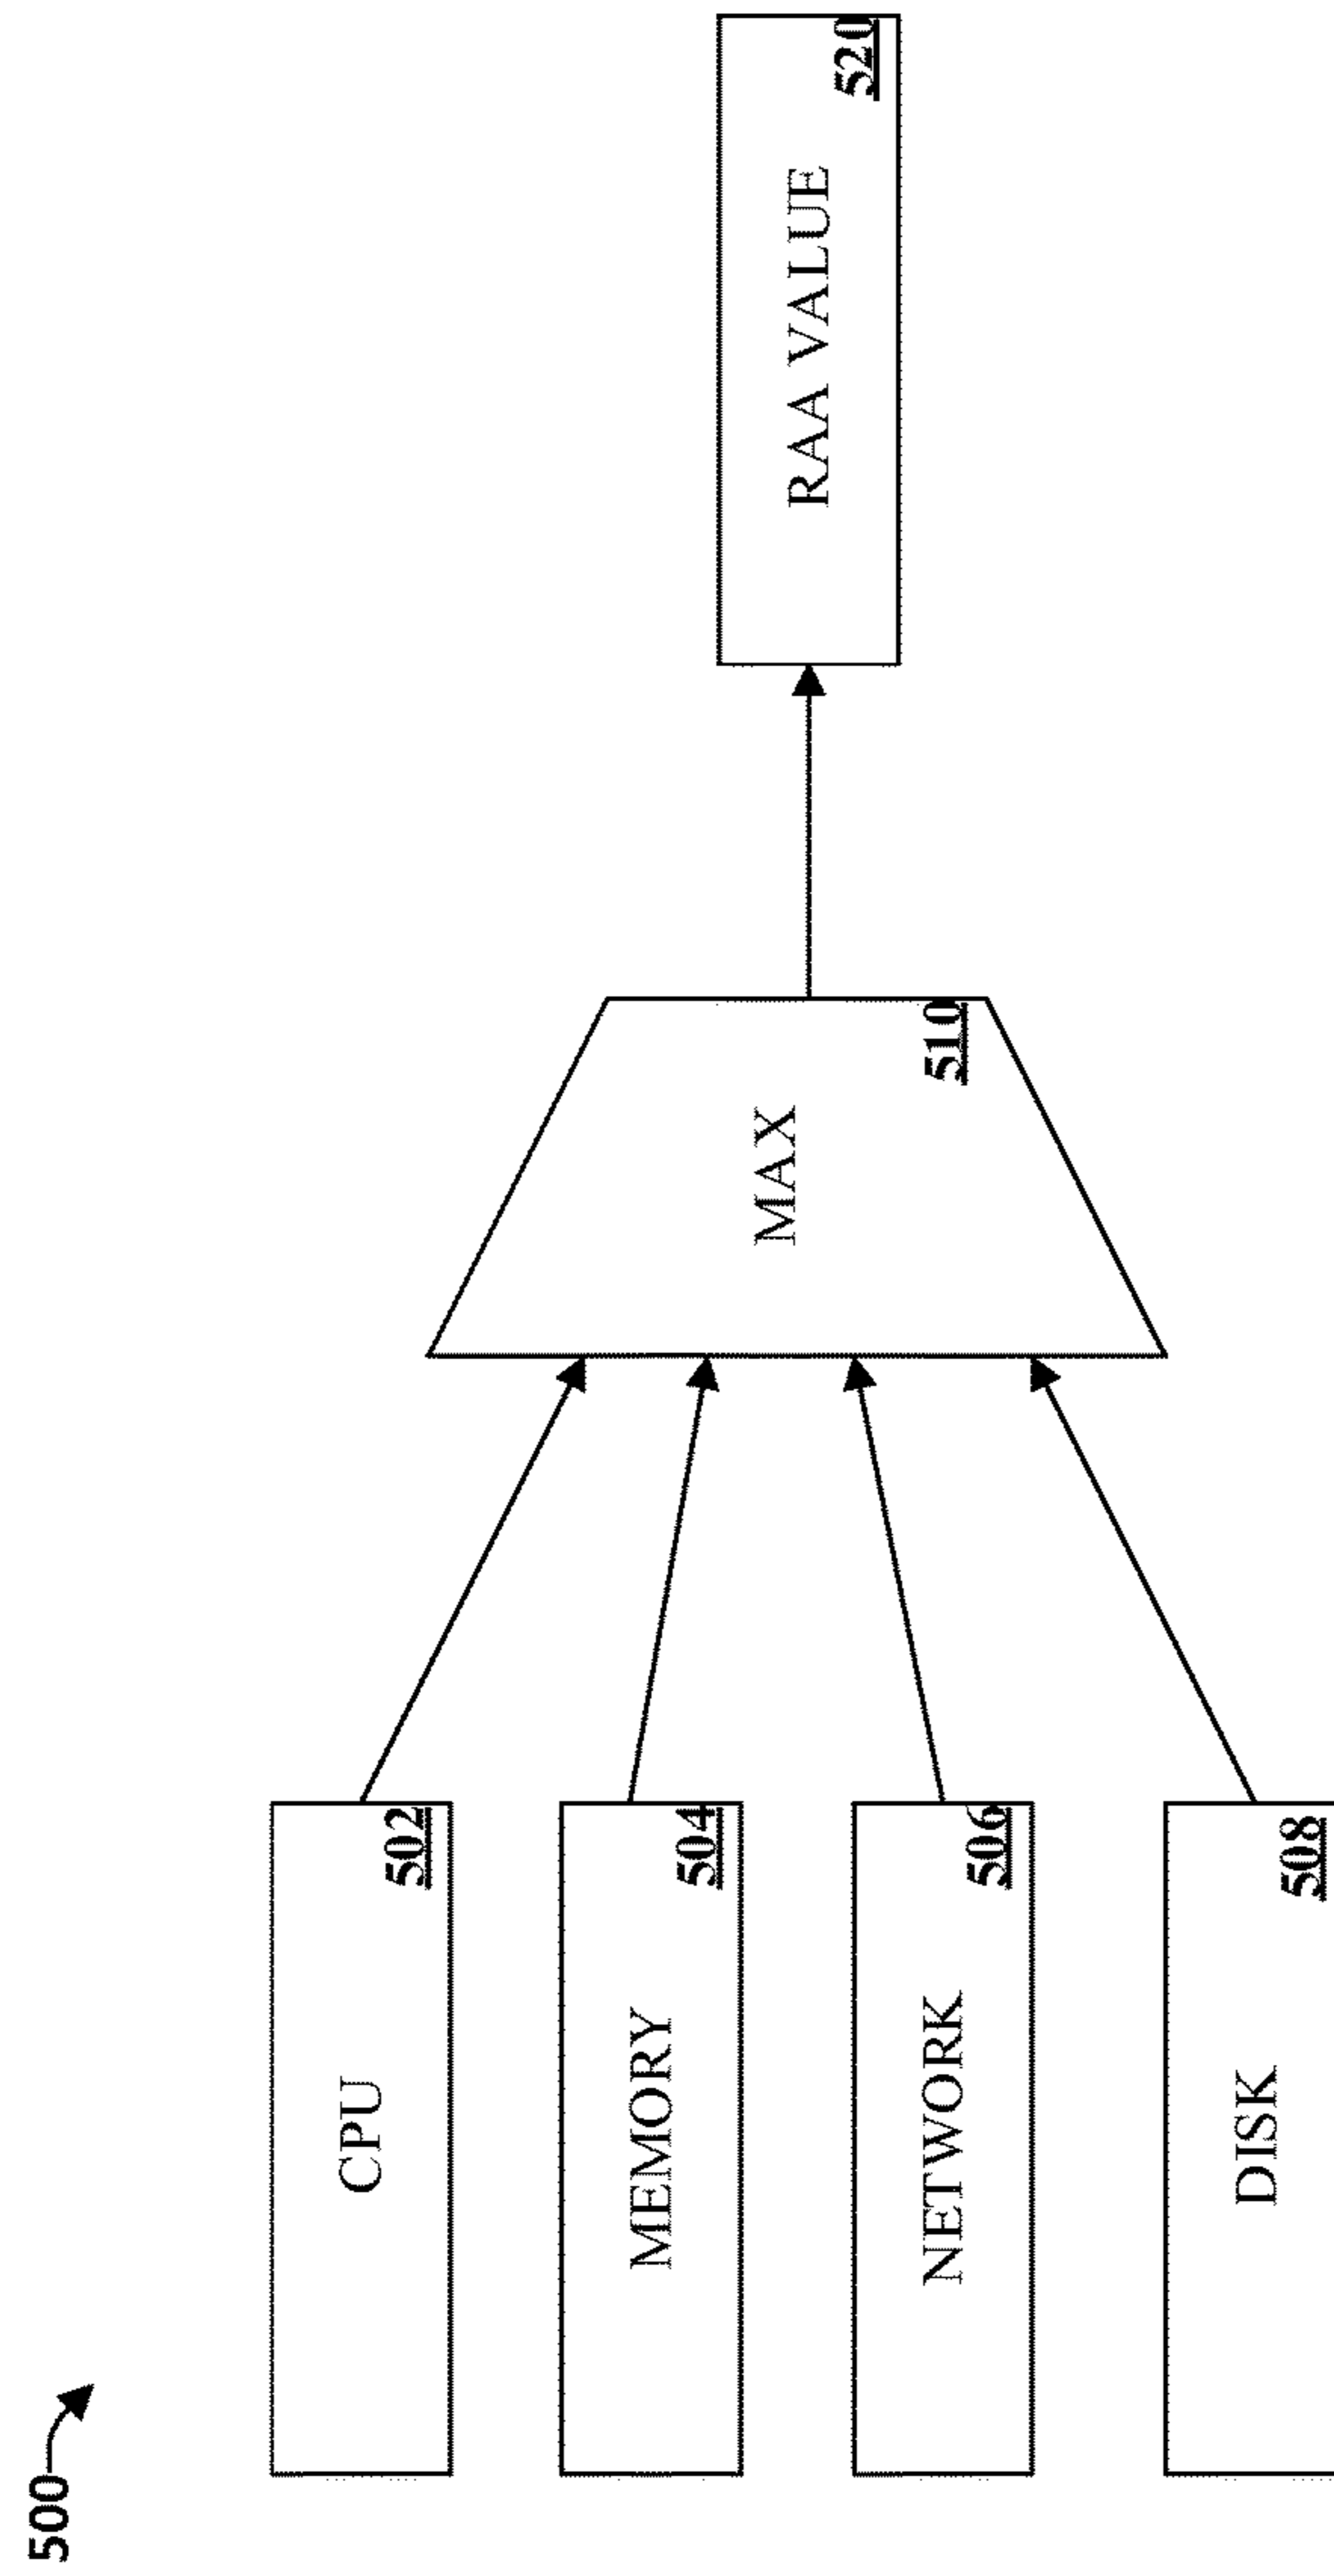 500
CPU
502
MEMORY
504
NETWORK
506
DISK
508
MAX
510
RAA VALUE
520